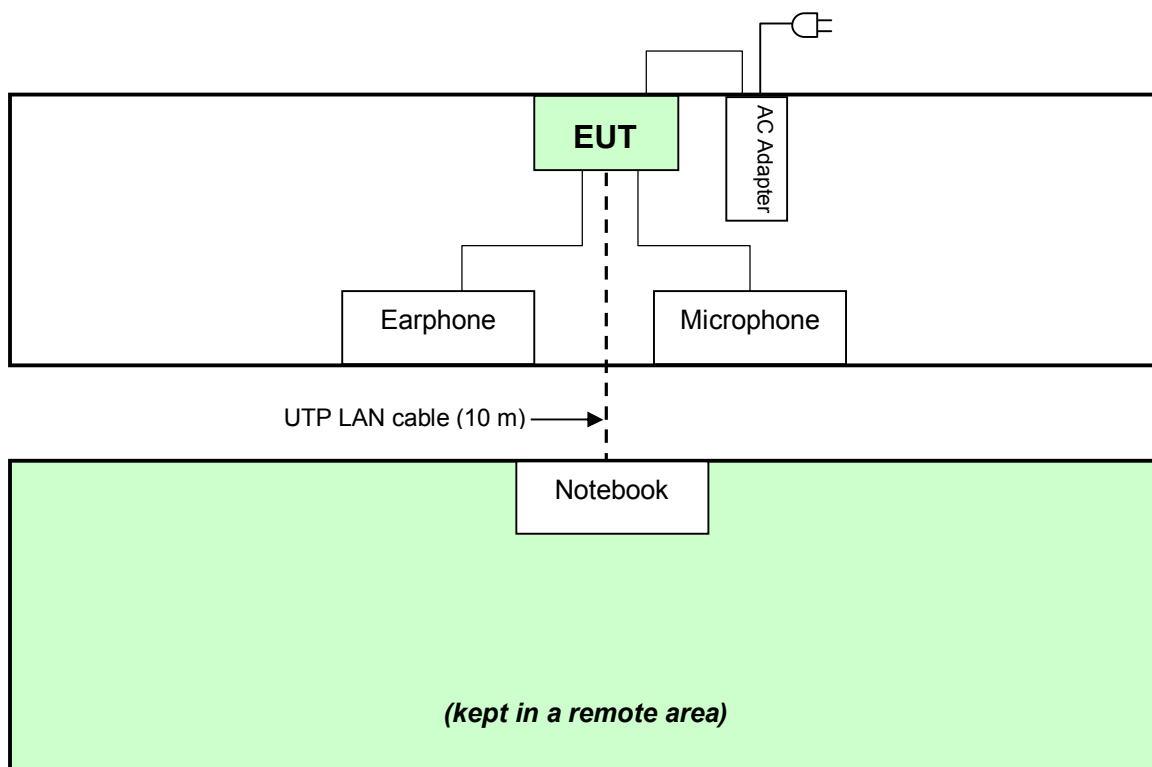 EUT
AC Adapter
Earphone
Microphone
UTP LAN cable (10 m)
Notebook
(kept in a remote area)